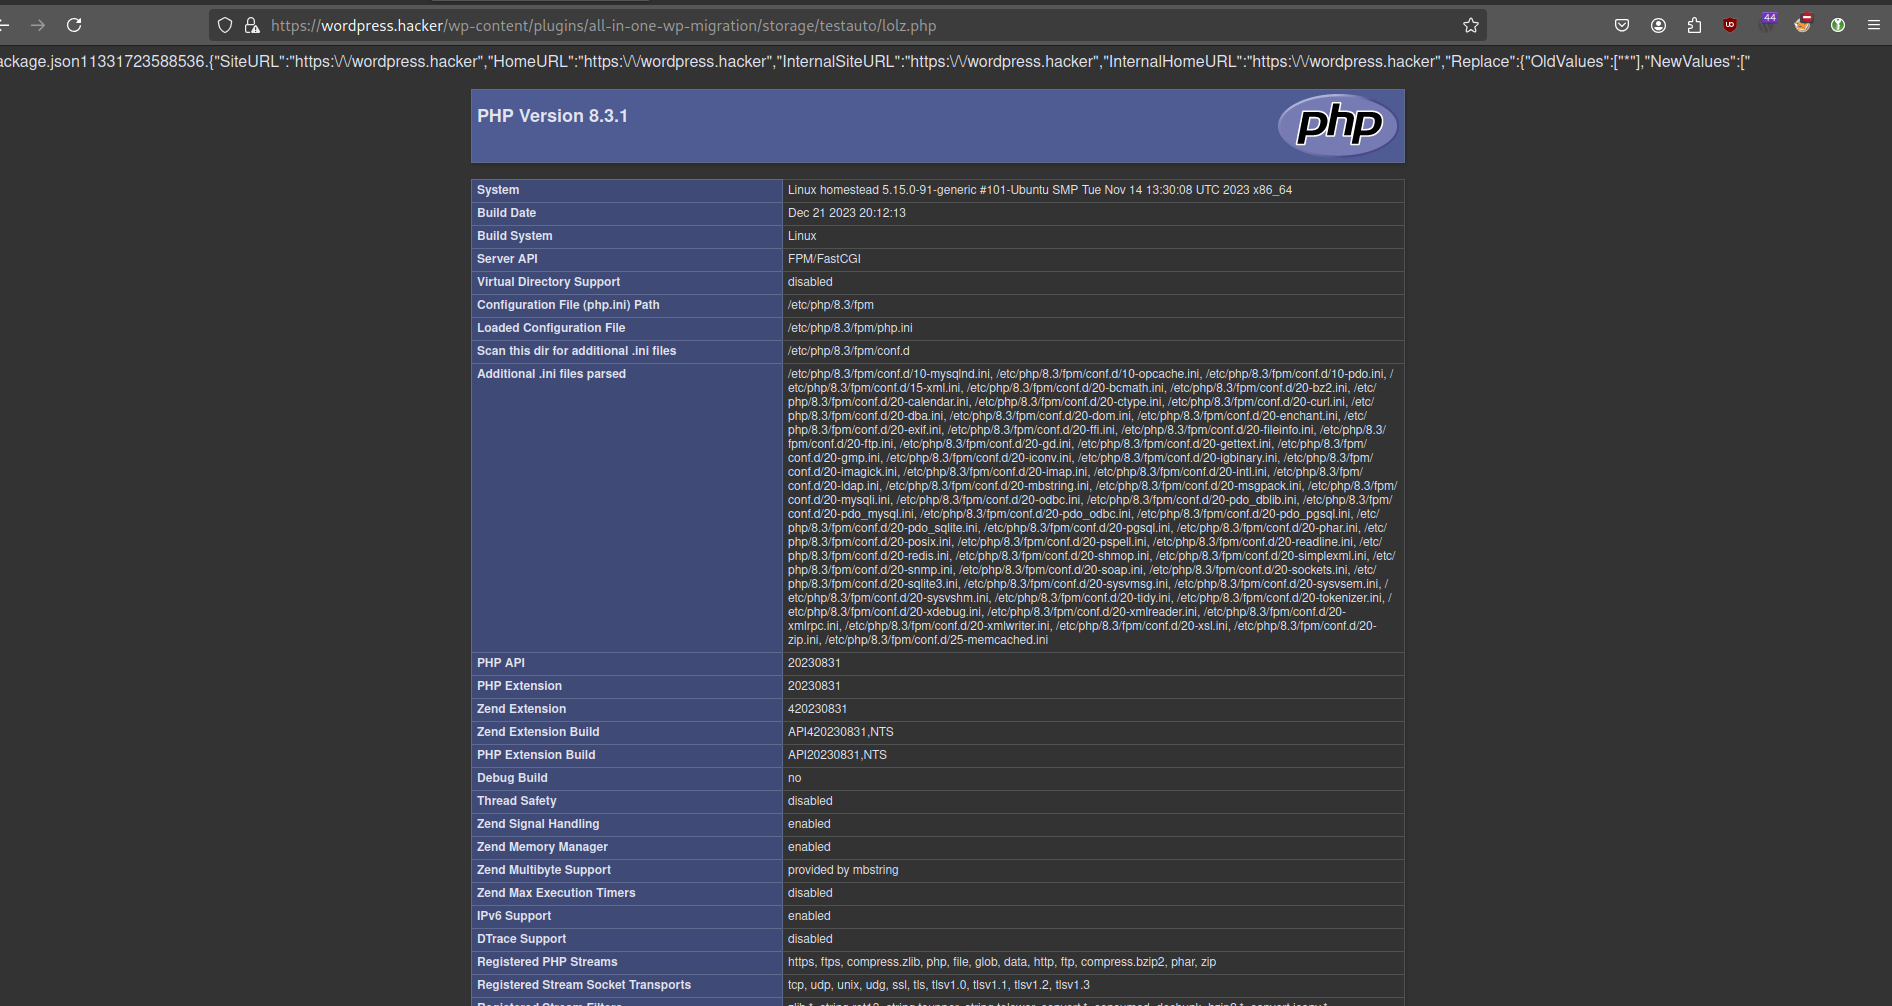 https://wordpress.hacker/wp-content/plugins/all-in-one-wp-migration/storage/testauto/lolz.php
44
ackage.json11331723588536.{"SiteURL":"https:\/\/wordpress.hacker","HomeURL":"https:\/\/wordpress.hacker","InternalSiteURL":"https:\/\/wordpress.hacker","InternalHomeURL":"https:\/\/wordpress.hacker","Replace":{"OldValues":["*"],"NewValues":["
PHP Version 8.3.1
php
System Linux homestead 5.15.0-91-generic #101-Ubuntu SMP Tue Nov 14 13:30:08 UTC 2023 x86_64
Build Date Dec 21 2023 20:12:13
Build System Linux
Server API FPM/FastCGI
Virtual Directory Support disabled
Configuration File (php.ini) Path /etc/php/8.3/fpm
Loaded Configuration File /etc/php/8.3/fpm/php.ini
Scan this dir for additional .ini files /etc/php/8.3/fpm/conf.d
Additional .ini files parsed /etc/php/8.3/fpm/conf.d/10-mysqlnd.ini, /etc/php/8.3/fpm/conf.d/10-opcache.ini, /etc/php/8.3/fpm/conf.d/10-pdo.ini, /
etc/php/8.3/fpm/conf.d/15-xml.ini, /etc/php/8.3/fpm/conf.d/20-bcmath.ini, /etc/php/8.3/fpm/conf.d/20-bz2.ini, /etc/
php/8.3/fpm/conf.d/20-calendar.ini, /etc/php/8.3/fpm/conf.d/20-ctype.ini, /etc/php/8.3/fpm/conf.d/20-curl.ini, /etc/
php/8.3/fpm/conf.d/20-dba.ini, /etc/php/8.3/fpm/conf.d/20-dom.ini, /etc/php/8.3/fpm/conf.d/20-enchant.ini, /etc/
php/8.3/fpm/conf.d/20-exif.ini, /etc/php/8.3/fpm/conf.d/20-ffi.ini, /etc/php/8.3/fpm/conf.d/20-fileinfo.ini, /etc/php/8.3/
fpm/conf.d/20-ftp.ini, /etc/php/8.3/fpm/conf.d/20-gd.ini, /etc/php/8.3/fpm/conf.d/20-gettext.ini, /etc/php/8.3/fpm/
conf.d/20-gmp.ini, /etc/php/8.3/fpm/conf.d/20-iconv.ini, /etc/php/8.3/fpm/conf.d/20-igbinary.ini, /etc/php/8.3/fpm/
conf.d/20-imagick.ini, /etc/php/8.3/fpm/conf.d/20-imap.ini, /etc/php/8.3/fpm/conf.d/20-intl.ini, /etc/php/8.3/fpm/
conf.d/20-ldap.ini, /etc/php/8.3/fpm/conf.d/20-mbstring.ini, /etc/php/8.3/fpm/conf.d/20-msgpack.ini, /etc/php/8.3/fpm/
conf.d/20-mysqli.ini, /etc/php/8.3/fpm/conf.d/20-odbc.ini, /etc/php/8.3/fpm/conf.d/20-pdo_dblib.ini, /etc/php/8.3/fpm/
conf.d/20-pdo_mysql.ini, /etc/php/8.3/fpm/conf.d/20-pdo_odbc.ini, /etc/php/8.3/fpm/conf.d/20-pdo_pgsql.ini, /etc/
php/8.3/fpm/conf.d/20-pdo_sqlite.ini, /etc/php/8.3/fpm/conf.d/20-pgsql.ini, /etc/php/8.3/fpm/conf.d/20-phar.ini, /etc/
php/8.3/fpm/conf.d/20-posix.ini, /etc/php/8.3/fpm/conf.d/20-pspell.ini, /etc/php/8.3/fpm/conf.d/20-readline.ini, /etc/
php/8.3/fpm/conf.d/20-redis.ini, /etc/php/8.3/fpm/conf.d/20-shmop.ini, /etc/php/8.3/fpm/conf.d/20-simplexml.ini, /etc/
php/8.3/fpm/conf.d/20-snmp.ini, /etc/php/8.3/fpm/conf.d/20-soap.ini, /etc/php/8.3/fpm/conf.d/20-sockets.ini, /etc/
php/8.3/fpm/conf.d/20-sqlite3.ini, /etc/php/8.3/fpm/conf.d/20-sysvmsg.ini, /etc/php/8.3/fpm/conf.d/20-sysvsem.ini, /
etc/php/8.3/fpm/conf.d/20-sysvshm.ini, /etc/php/8.3/fpm/conf.d/20-tidy.ini, /etc/php/8.3/fpm/conf.d/20-tokenizer.ini, /
etc/php/8.3/fpm/conf.d/20-xdebug.ini, /etc/php/8.3/fpm/conf.d/20-xmlreader.ini, /etc/php/8.3/fpm/conf.d/20-
xmlrpc.ini, /etc/php/8.3/fpm/conf.d/20-xmlwriter.ini, /etc/php/8.3/fpm/conf.d/20-xsl.ini, /etc/php/8.3/fpm/conf.d/20-
zip.ini, /etc/php/8.3/fpm/conf.d/25-memcached.ini
PHP API 20230831
PHP Extension 20230831
Zend Extension 420230831
Zend Extension Build API420230831,NTS
PHP Extension Build API20230831,NTS
Debug Build no
Thread Safety disabled
Zend Signal Handling enabled
Zend Memory Manager enabled
Zend Multibyte Support provided by mbstring
Zend Max Execution Timers disabled
IPv6 Support enabled
DTrace Support disabled
Registered PHP Streams https, ftps, compress.zlib, php, file, glob, data, http, ftp, compress.bzip2, phar, zip
Registered Stream Socket Transports tcp, udp, unix, udg, ssl, tls, tlsv1.0, tlsv1.1, tlsv1.2, tlsv1.3